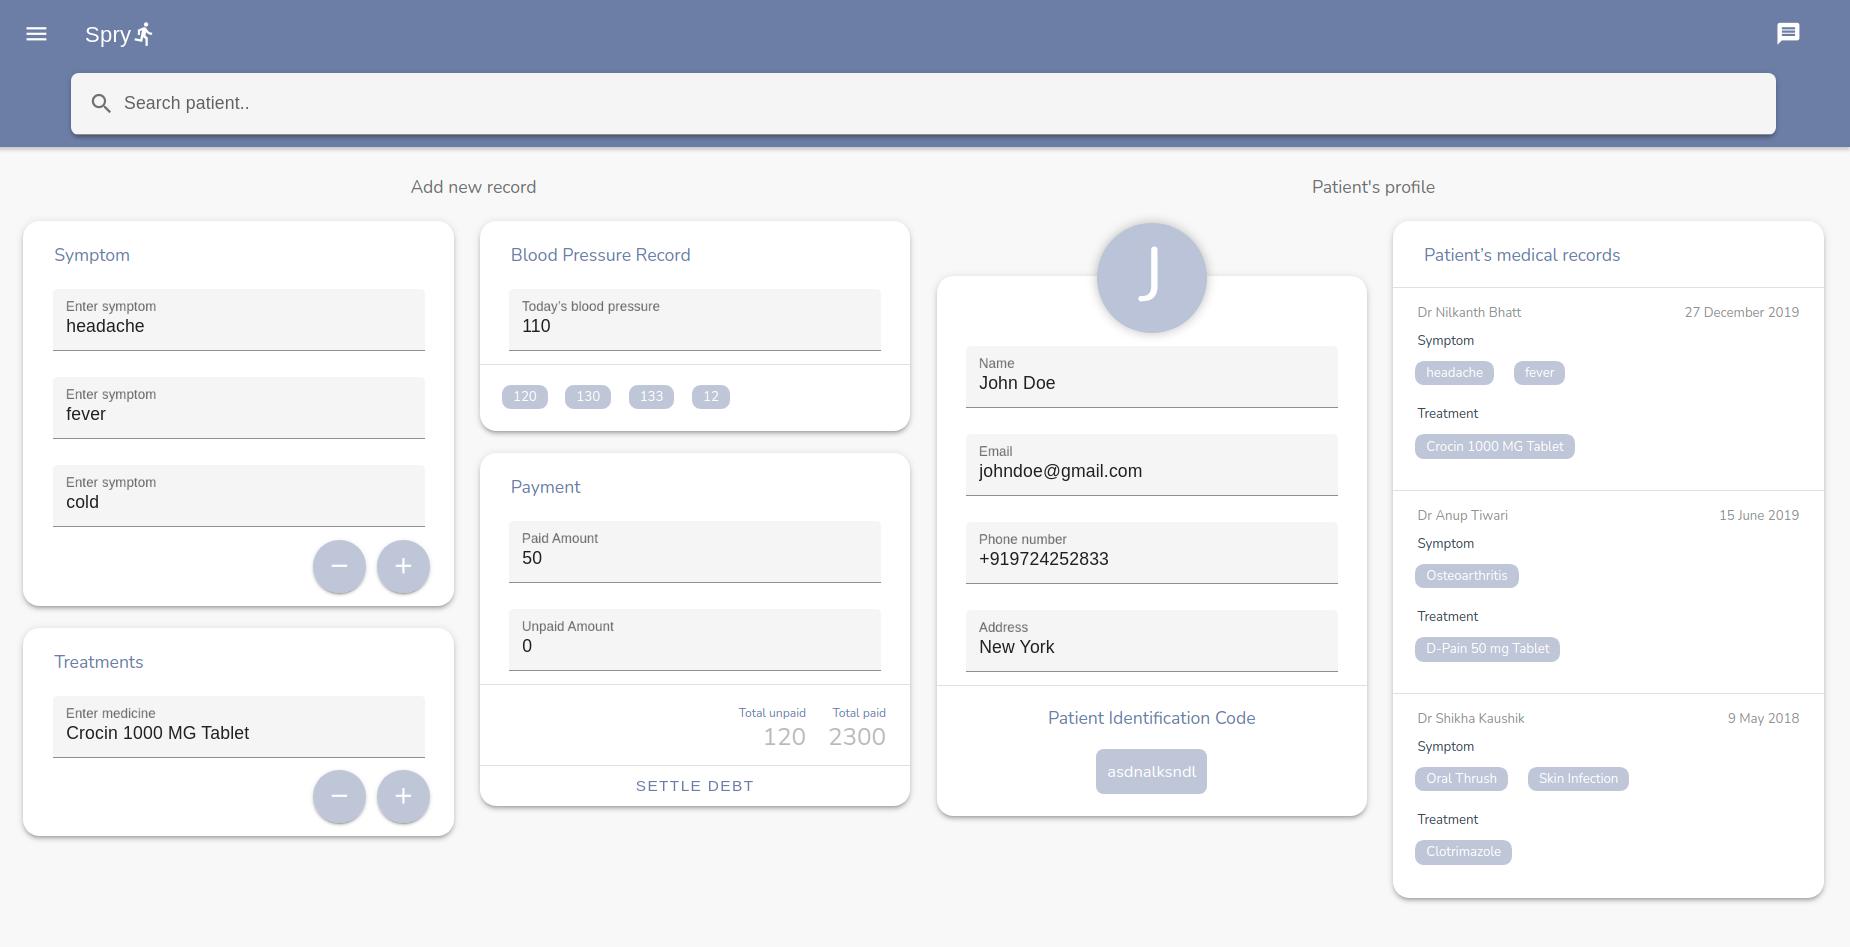 Spry
Search patient..
Add new record
Symptom
Enter symptom
headache
Enter symptom
fever
Enter symptom
cold
−
+
Treatments
Enter medicine
Crocin 1000 MG Tablet
−
+
Blood Pressure Record
Today's blood pressure
110
120 130 133 12
Payment
Paid Amount
50
Unpaid Amount
0
Total unpaid Total paid
120 2300
SETTLE DEBT
Patient's profile
J
Name
John Doe
Email
johndoe@gmail.com
Phone number
+919724252833
Address
New York
Patient Identification Code
asdnalksndl
Patient's medical records
Dr Nilkanth Bhatt 27 December 2019
Symptom
headache fever
Treatment
Crocin 1000 MG Tablet
Dr Anup Tiwari 15 June 2019
Symptom
Osteoarthritis
Treatment
D-Pain 50 mg Tablet
Dr Shikha Kaushik 9 May 2018
Symptom
Oral Thrush Skin Infection
Treatment
Clotrimazole